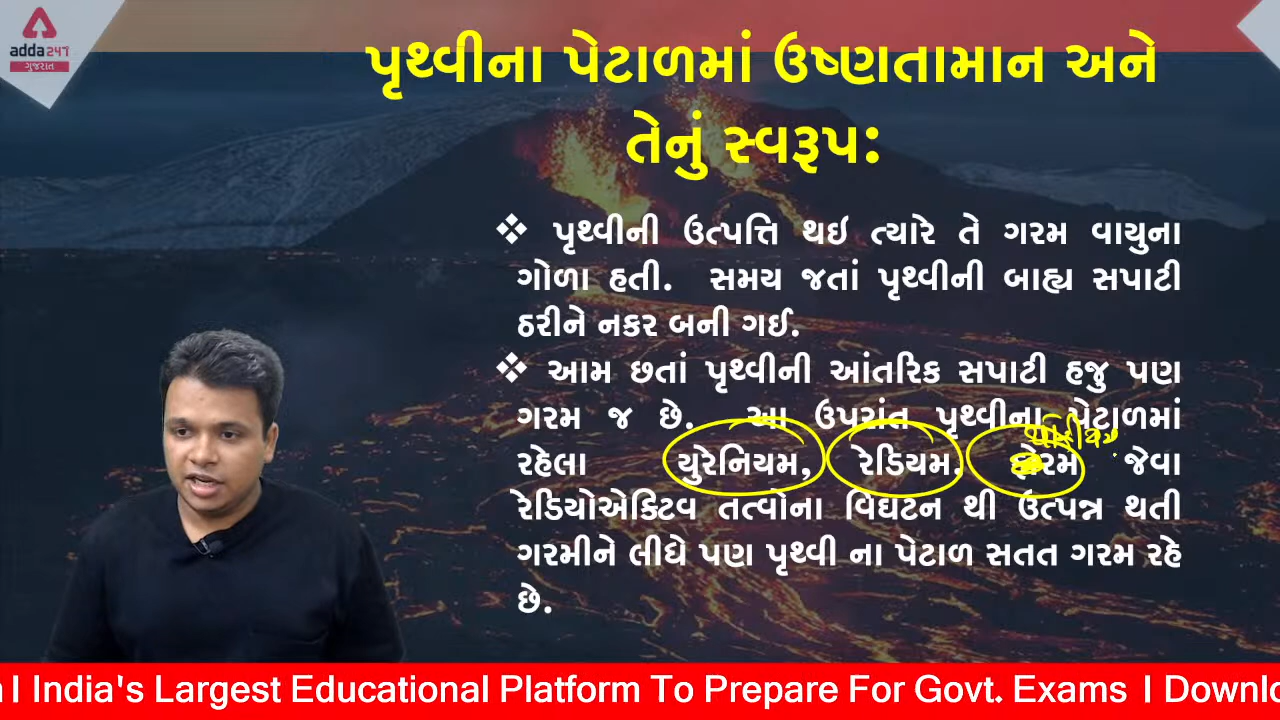 adda247
ગુજરાત
પૃથ્વીના પેટાળમાં ઉષ્ણતામાન અને
તેનું સ્વરૂપ:
❖ પૃથ્વીની ઉત્પત્તિ થઇ ત્યારે તે ગરમ વાયુના
ગોળા હતી. સમય જતાં પૃથ્વીની બાહ્ય સપાટી
ઠરીને નકર બની ગઈ.
❖ આમ છતાં પૃથ્વીની આંતરિક સપાટી હજુ પણ
ગરમ જ છે. આ ઉપરાંત પૃથ્વીના પેટાળમાં
રહેલા યુરેનિયમ, રેડિયમ. જેવા
રેડિયોએક્ટિવ તત્વોના વિઘટન થી ઉત્પન્ન થતી
ગરમીને લીધે પણ પૃથ્વી ના પેટાળ સતત ગરમ રહે
છે.
I India's Largest Educational Platform To Prepare For Govt. Exams I